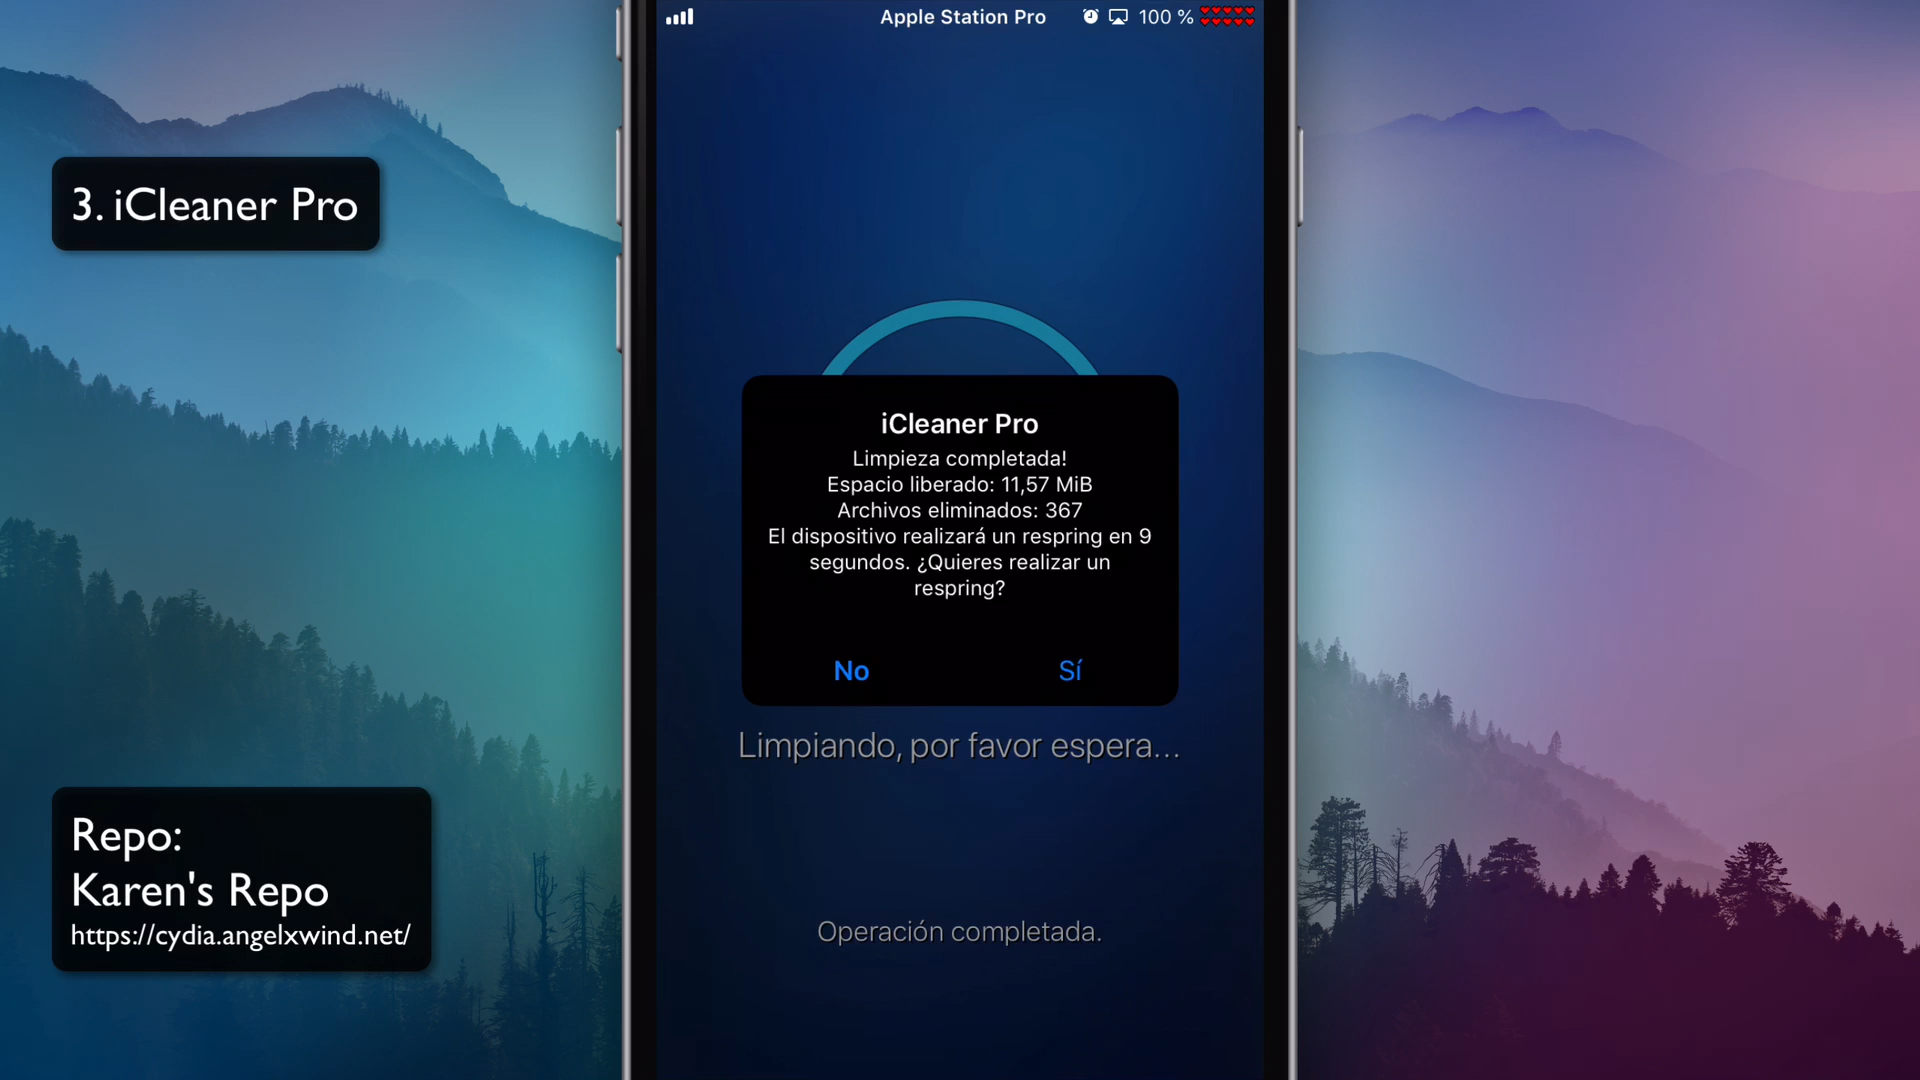 Apple Station Pro
100 %
3. iCleaner Pro
iCleaner Pro
Limpieza completada!
Espacio liberado: 11,57 MiB
Archivos eliminados: 367
El dispositivo realizará un respring en 9
segundos. ¿Quieres realizar un
respring?
No
Sí
Limpiando, por favor espera...
Operación completada.
Repo:
Karen's Repo
https://cydia.angelxwind.net/